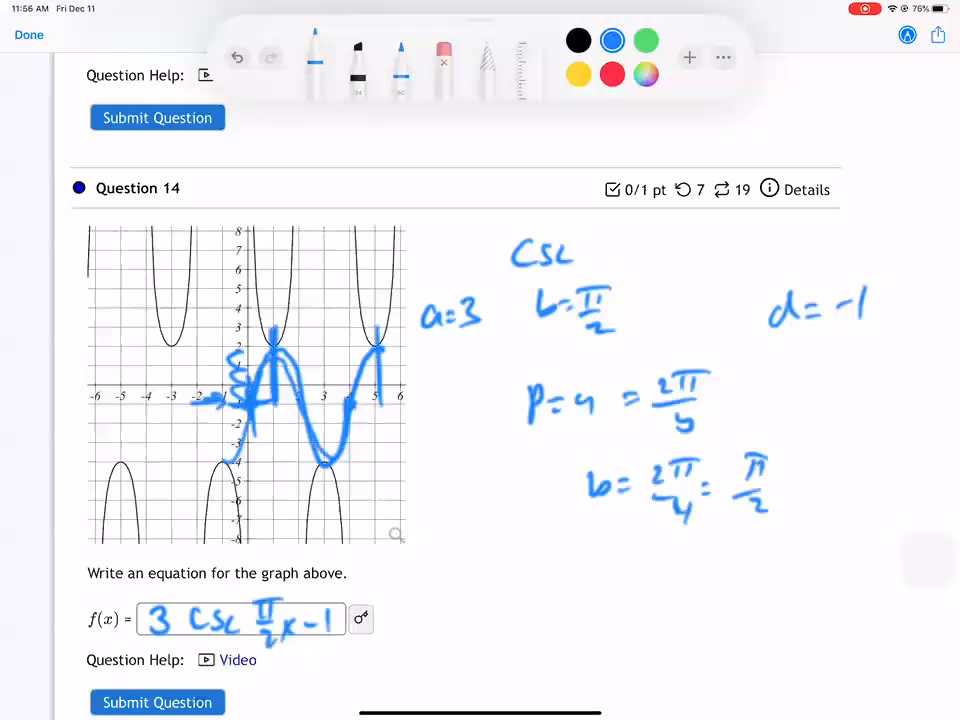 11:56 AM Fri Dec 11
76%
Done
Question Help:
Submit Question
Question 14
0/1 pt 7 19 Details
8
7
6
5
4
3
2
1
-6 -5 -4 -3 -2 -1 1 2 3 4 5 6
-1
-2
-3
-4
-5
-6
-7
-8
Csc
a=3 b=π/2 d=-1
p=4 = 2π/b
b= 2π/4 = π/2
Write an equation for the graph above.
f(x) = 3 Csc π/2 x - 1
Question Help: Video
Submit Question